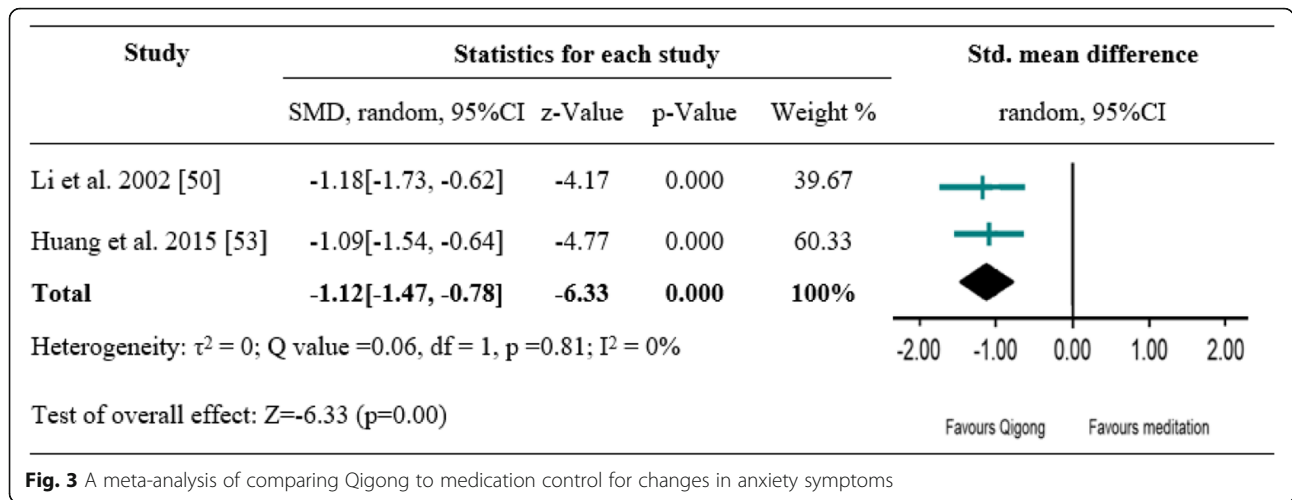 Study Statistics for each study Std. mean difference
SMD, random, 95%CI z-Value p-Value Weight % random, 95%CI
Li et al. 2002 [50] -1.18[-1.73, -0.62] -4.17 0.000 39.67
Huang et al. 2015 [53] -1.09[-1.54, -0.64] -4.77 0.000 60.33
Total -1.12[-1.47, -0.78] -6.33 0.000 100%
Heterogeneity: τ² = 0; Q value =0.06, df = 1, p =0.81; I² = 0%
-2.00 -1.00 0.00 1.00 2.00
Test of overall effect: Z=-6.33 (p=0.00)
Favours Qigong Favours meditation
Fig. 3 A meta-analysis of comparing Qigong to medication control for changes in anxiety symptoms